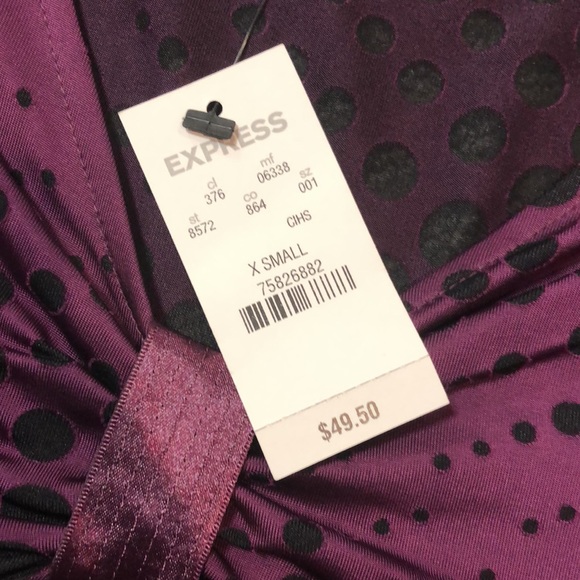 EXPRESS
cl mf sz
376 06338 001
st co
8572 864 CIHS
X SMALL
75826882
$49.50